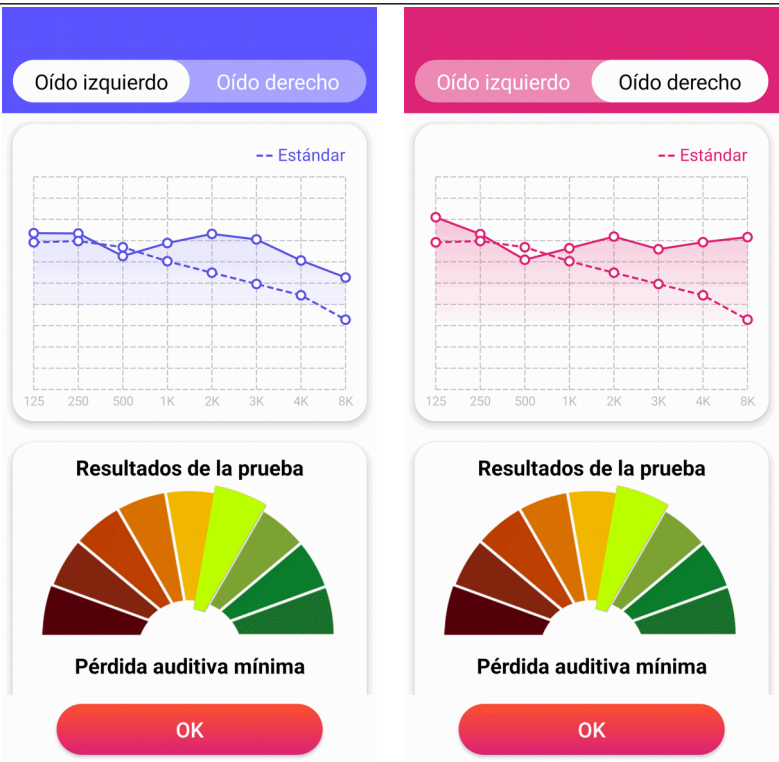 Oído izquierdo
Oído derecho
-- Estándar
125 250 500 1K 2K 3K 4K 8K
Resultados de la prueba
Pérdida auditiva mínima
OK
Oído izquierdo
Oído derecho
-- Estándar
125 250 500 1K 2K 3K 4K 8K
Resultados de la prueba
Pérdida auditiva mínima
OK